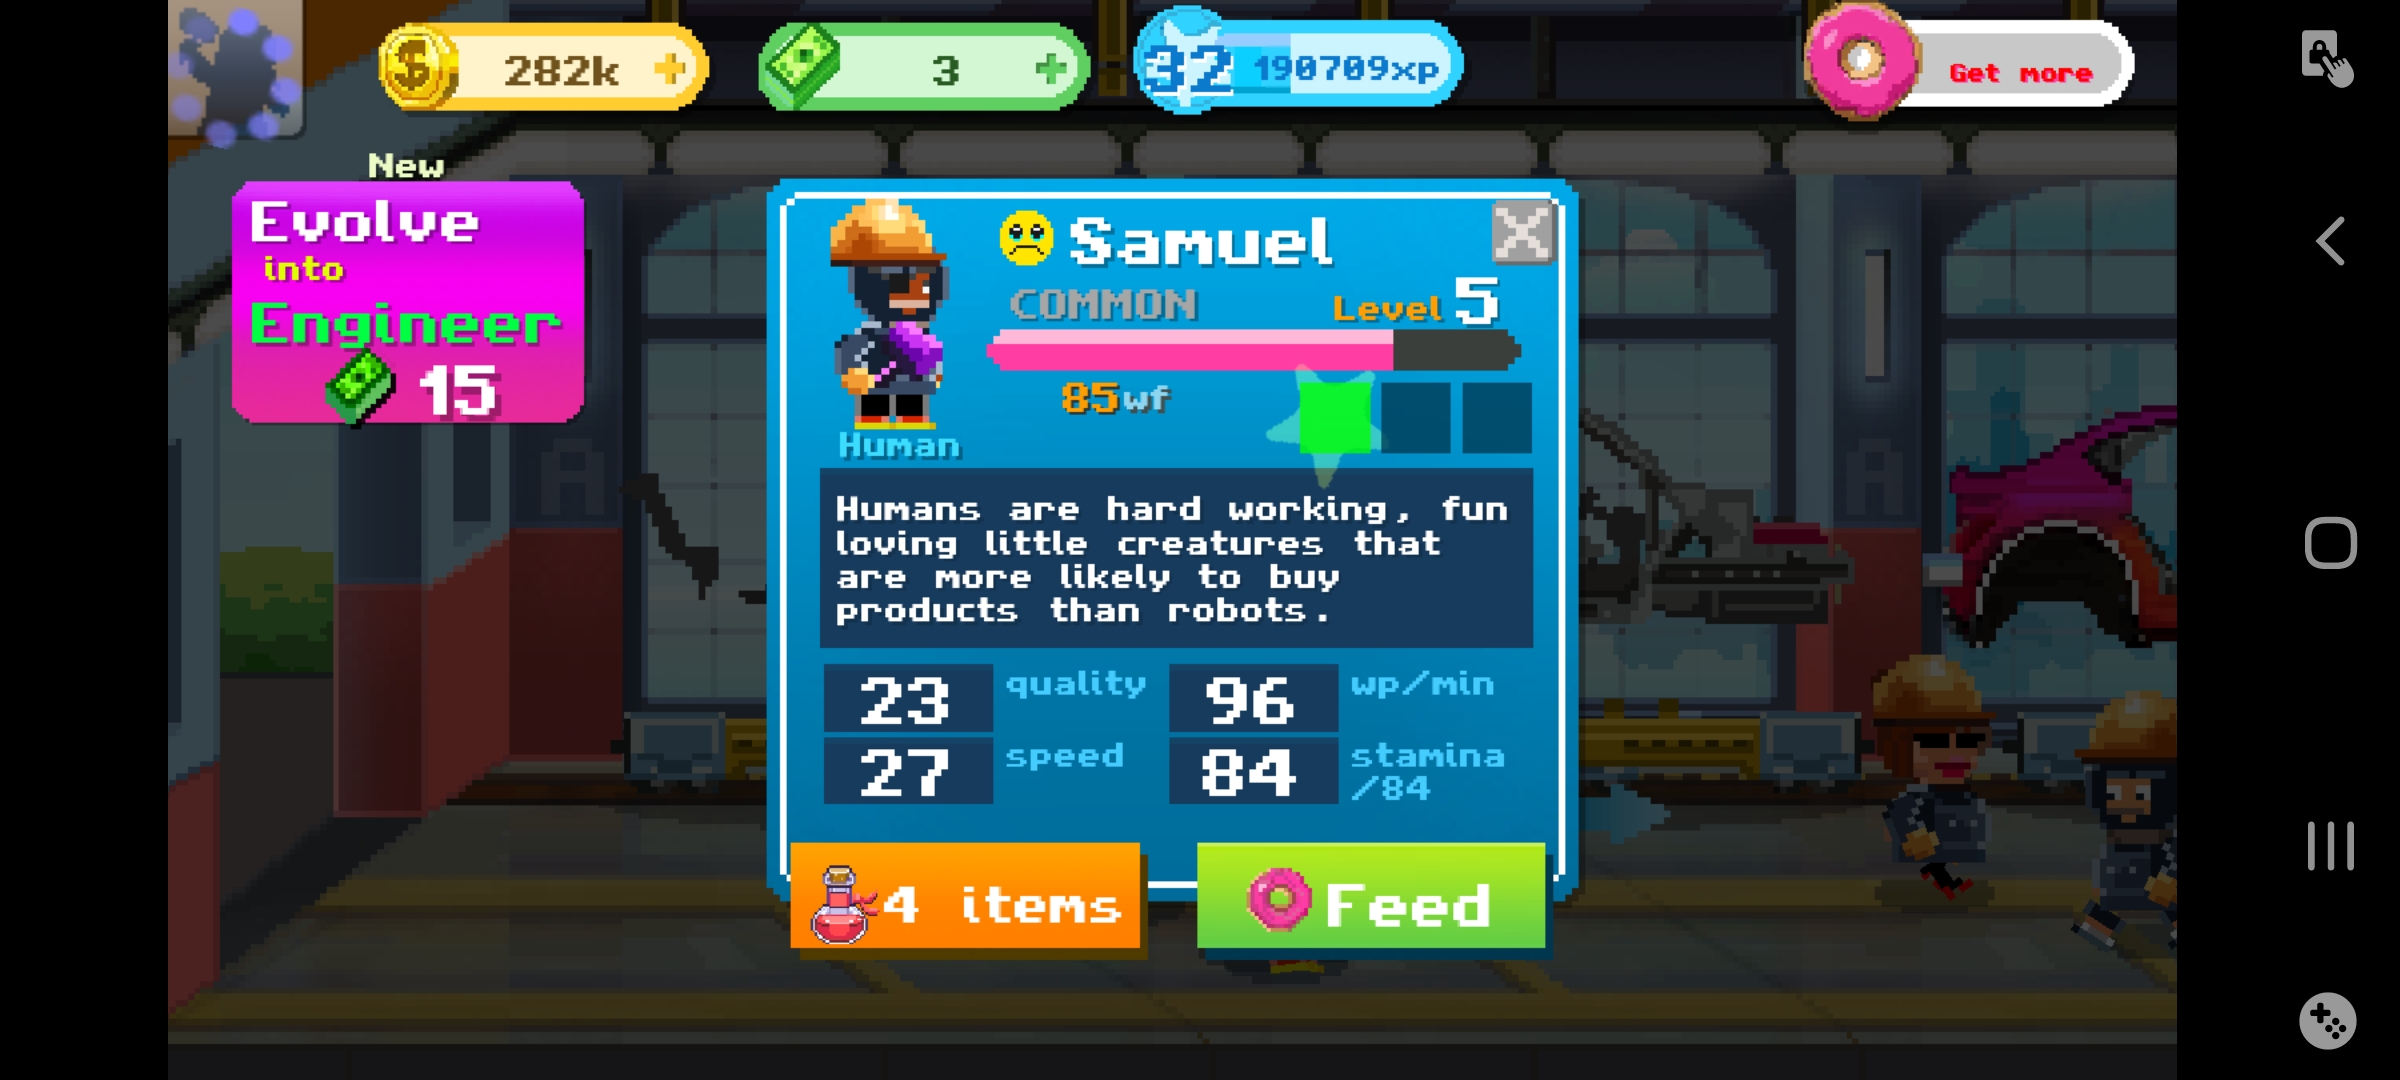 282k
3
32 190709xp
Get more
New
Evolve
into
Engineer
15
Samuel
COMMON
Level 5
85wf
Human
Humans are hard working, fun
loving little creatures that
are more likely to buy
products than robots.
23 quality
96 wp/min
27 speed
84 stamina
/84
4 items
Feed